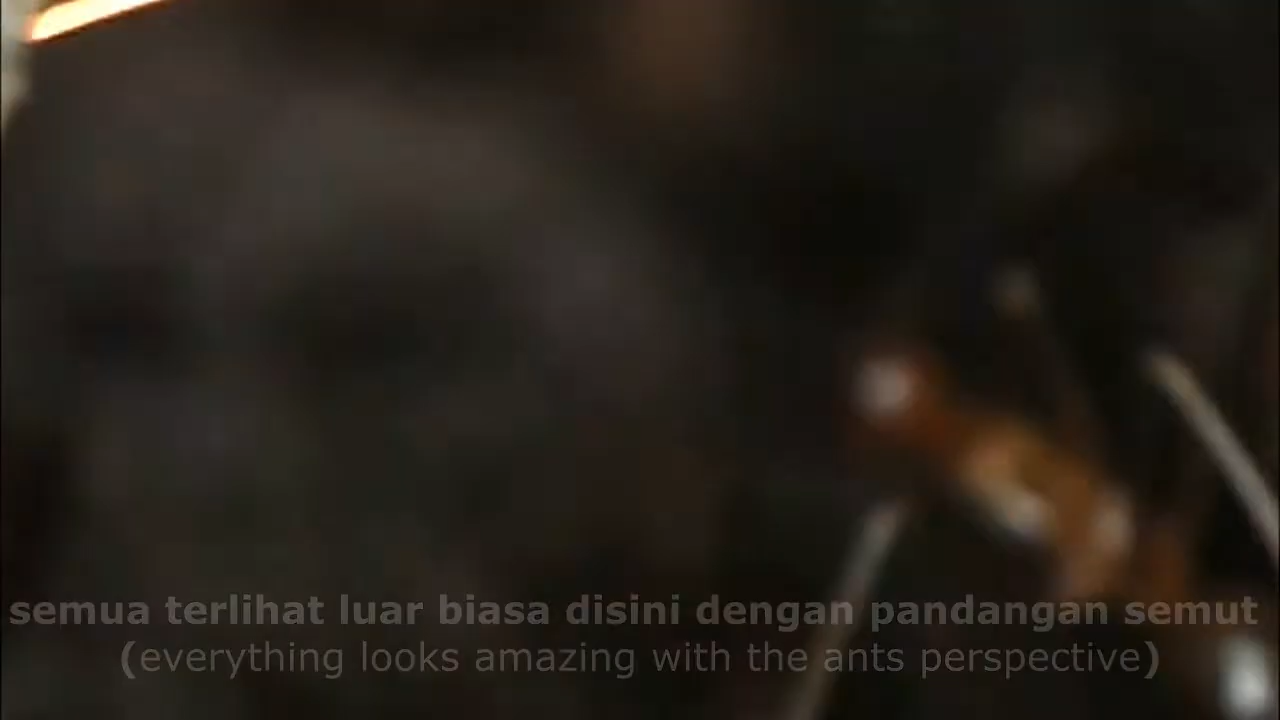 semua terlihat luar biasa disini dengan pandangan semut
(everything looks amazing with the ants perspective)